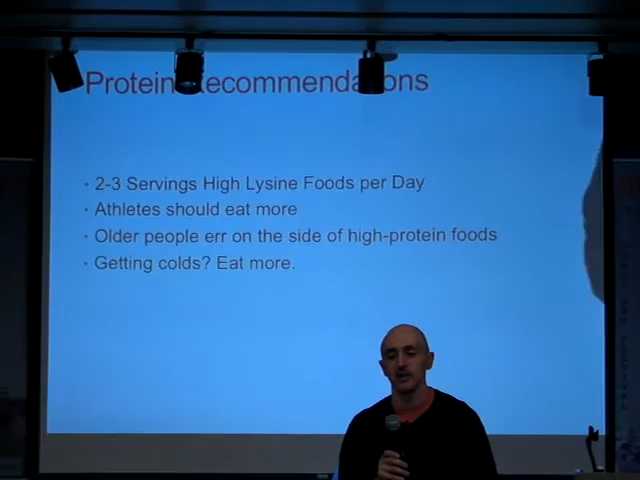 Protein Recommendations
2-3 Servings High Lysine Foods per Day
Athletes should eat more
Older people err on the side of high-protein foods
Getting colds? Eat more.